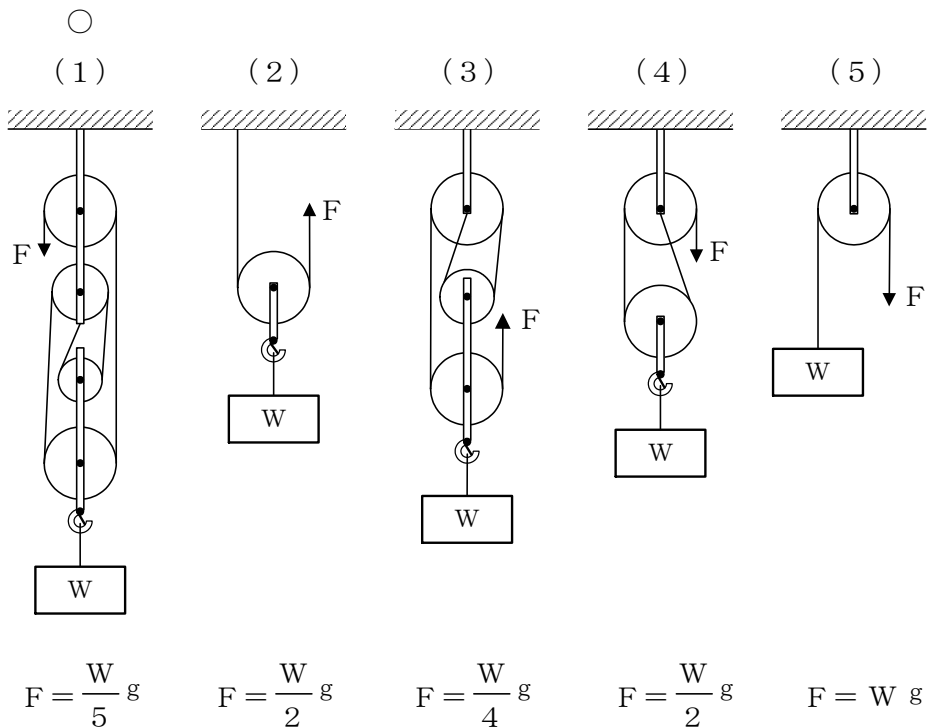 ○
（1） （2） （3） （4） （5）
F F F F F
W W W W W
F＝W/5 g F＝W/2 g F＝W/4 g F＝W/2 g F＝W g